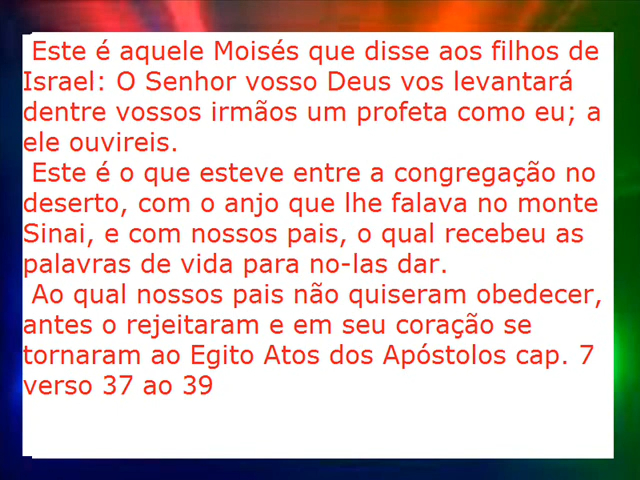 Este é aquele Moisés que disse aos filhos de
Israel: O Senhor vosso Deus vos levantará
dentre vossos irmãos um profeta como eu; a
ele ouvireis.
Este é o que esteve entre a congregação no
deserto, com o anjo que lhe falava no monte
Sinai, e com nossos pais, o qual recebeu as
palavras de vida para no-las dar.
Ao qual nossos pais não quiseram obedecer,
antes o rejeitaram e em seu coração se
tornaram ao Egito Atos dos Apóstolos cap. 7
verso 37 ao 39